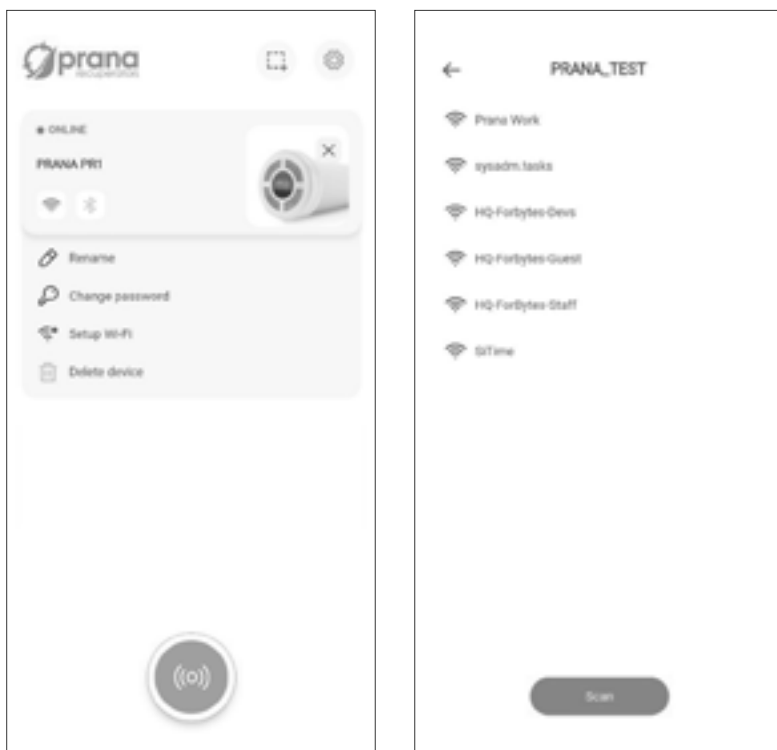 prana
recuperators
ONLINE
PRANA PR1
Rename
Change password
Setup Wi-Fi
Delete device
PRANA_TEST
Prana Work
sysadm.tasks
HQ-Forbytes-Devs
HQ-Forbytes-Guest
HQ-ForBytes-Staff
SiTime
Scan